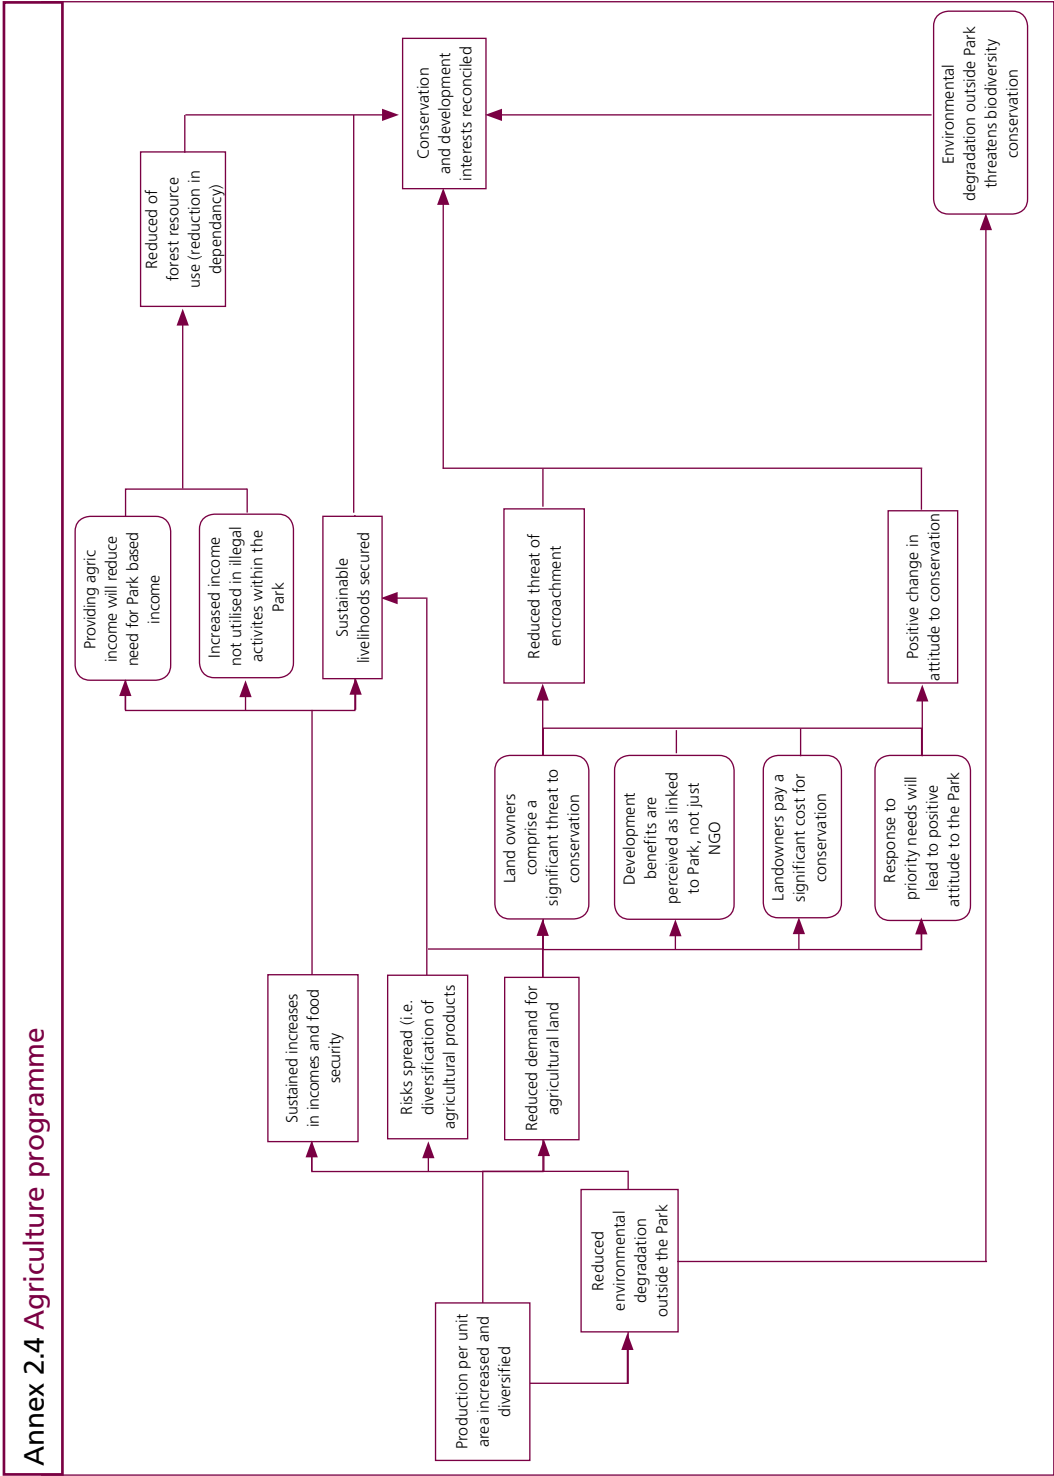 Annex 2.4 Agriculture programme
Production per unit
area increased and
diversified
Reduced
environmental
degradation
outside the Park
Sustained increases
in incomes and food
security
Risks spread (i.e.
diversification of
agricultural products
Reduced demand for
agricultural land
Land owners
comprise a
significant threat to
conservation
Development
benefits are
perceived as linked
to Park, not just
NGO
Landowners pay a
significant cost for
conservation
Response to
priority needs will
lead to positive
attitude to the Park
Providing agric
income will reduce
need for Park based
income
Increased income
not utilised in illegal
activites within the
Park
Sustainable
livelihoods secured
Reduced threat of
encroachment
Positive change in
attitude to conservation
Reduced of
forest resource
use (reduction in
dependancy)
Conservation
and development
interests reconciled
Environmental
degradation outside Park
threatens biodiversity
conservation